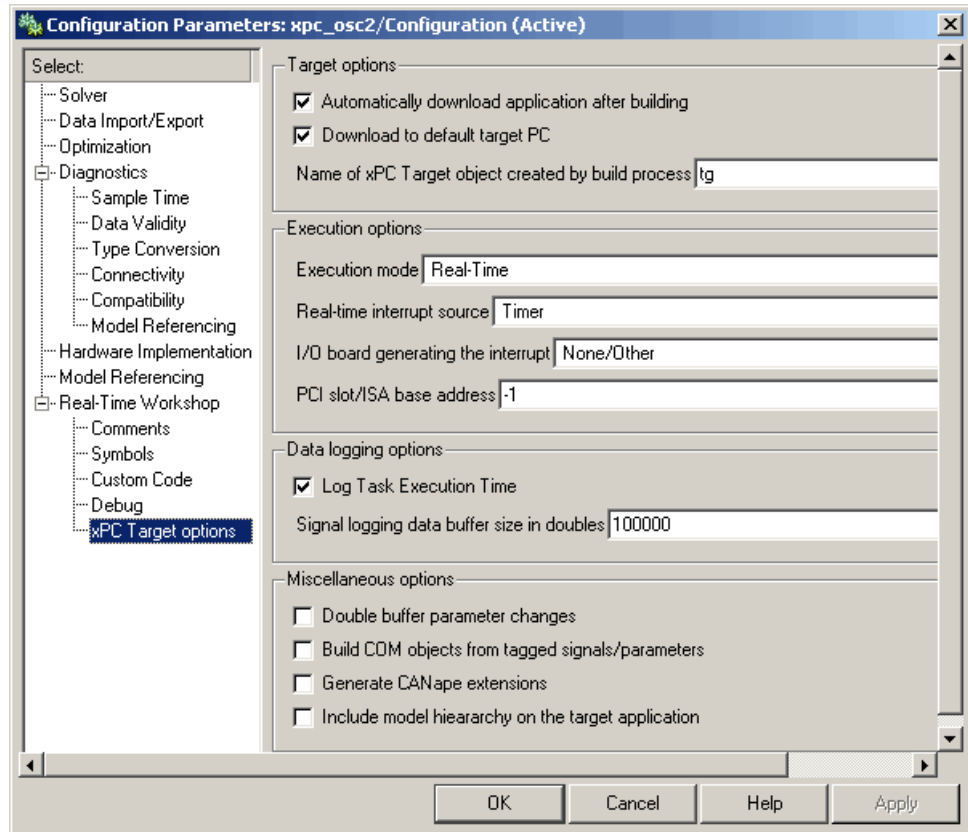 Configuration Parameters: xpc_osc2/Configuration (Active)
Select:
Solver
Data Import/Export
Optimization
Diagnostics
Sample Time
Data Validity
Type Conversion
Connectivity
Compatibility
Model Referencing
Hardware Implementation
Model Referencing
Real-Time Workshop
Comments
Symbols
Custom Code
Debug
xPC Target options
Target options
Automatically download application after building
Download to default target PC
Name of xPC Target object created by build process tg
Execution options
Execution mode Real-Time
Real-time interrupt source Timer
I/O board generating the interrupt None/Other
PCI slot/ISA base address -1
Data logging options
Log Task Execution Time
Signal logging data buffer size in doubles 100000
Miscellaneous options
Double buffer parameter changes
Build COM objects from tagged signals/parameters
Generate CANape extensions
Include model hieararchy on the target application
OK Cancel Help Apply